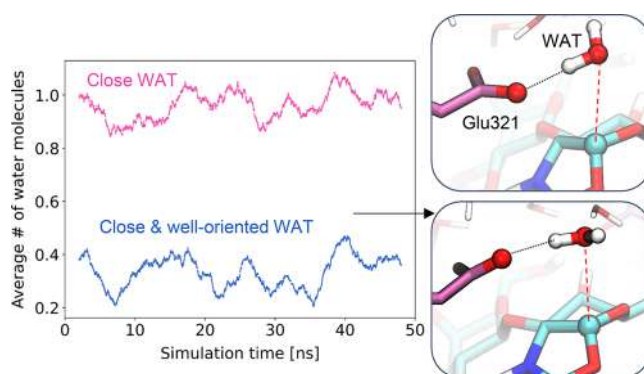 Average # of water molecules
1.0
0.8
0.6
0.4
0.2
Close WAT
Close & well-oriented WAT
0
10
20
30
40
50
Simulation time [ns]
WAT
Glu321